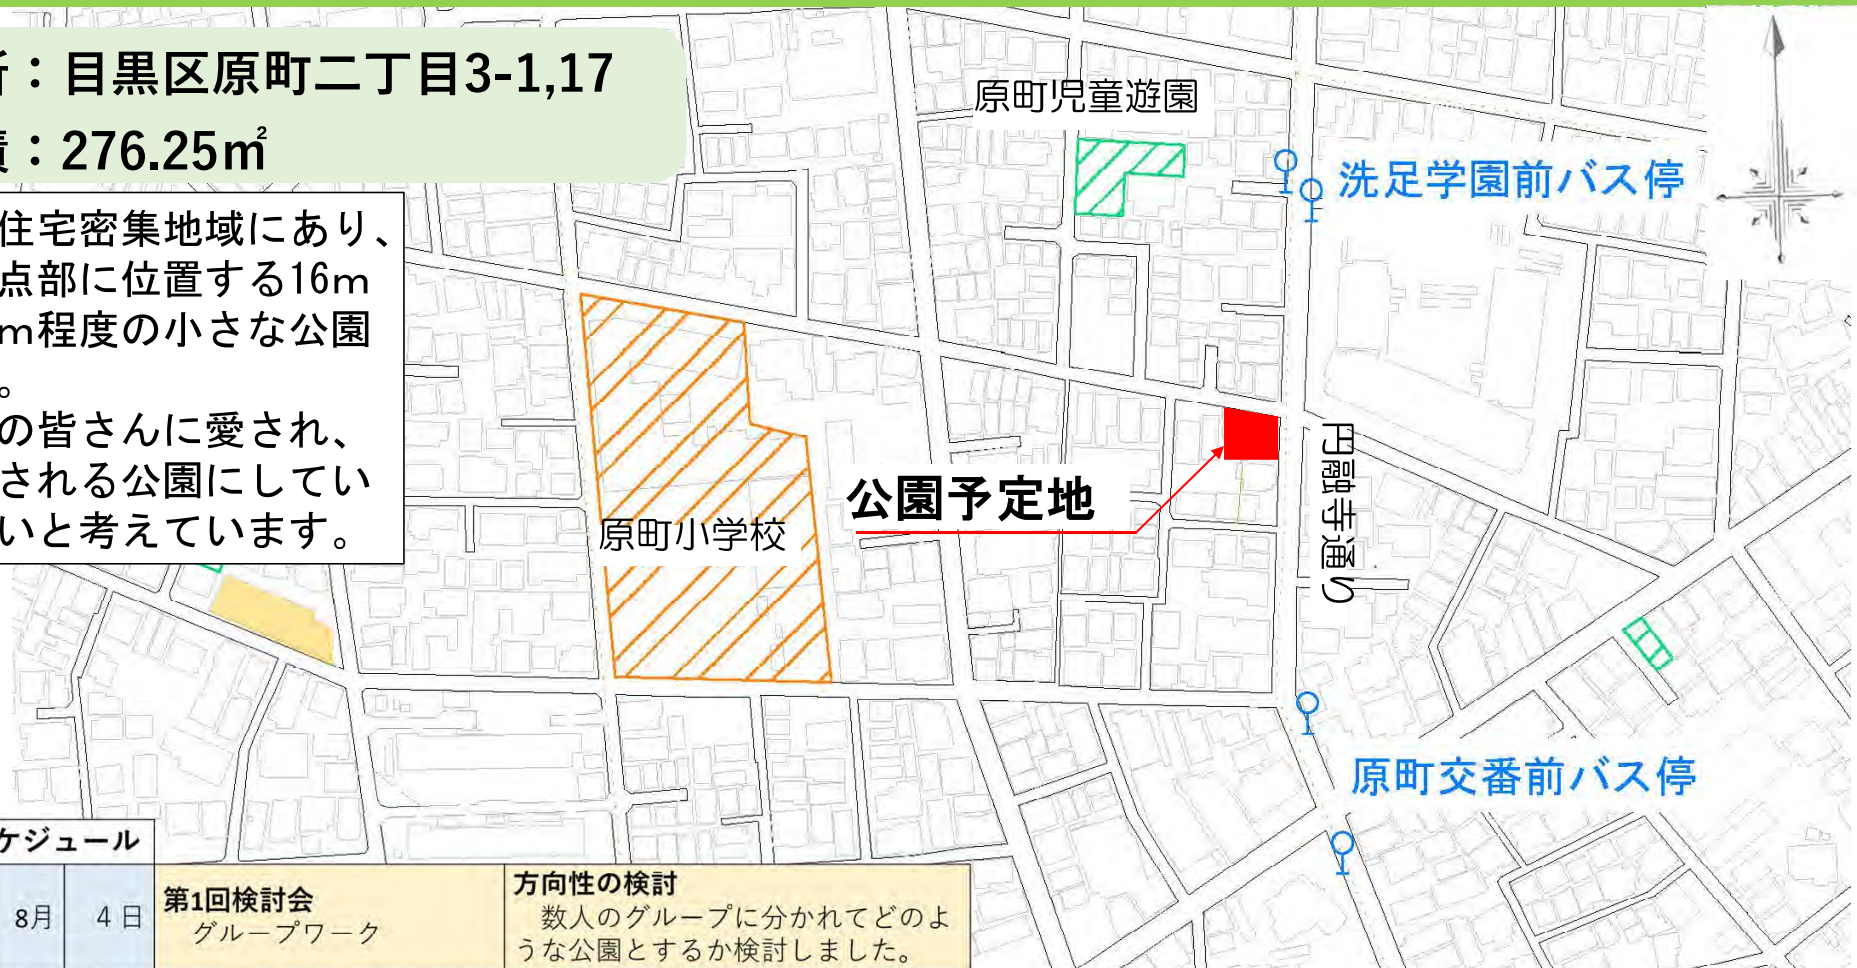 所：目黒区原町二丁目3-1,17
積：276.25㎡
住宅密集地域にあり、
点部に位置する16ｍ
ｍ程度の小さな公園
。
の皆さんに愛され、
される公園にしてい
いと考えています。
原町児童遊園
洗足学園前バス停
円融寺通り
公園予定地
原町小学校
原町交番前バス停
ケジュール
8月
4日
第1回検討会
グループワーク
方向性の検討
数人のグループに分かれてどのよ
うな公園とするか検討しました。